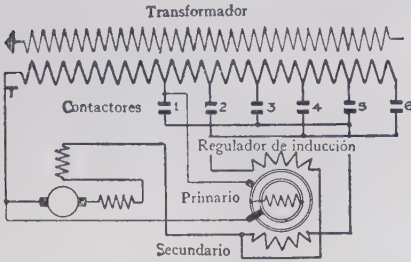 Transformador
T
Contactores 1 2 3 4 5 6
Regulador de inducción
Primario
Secundario